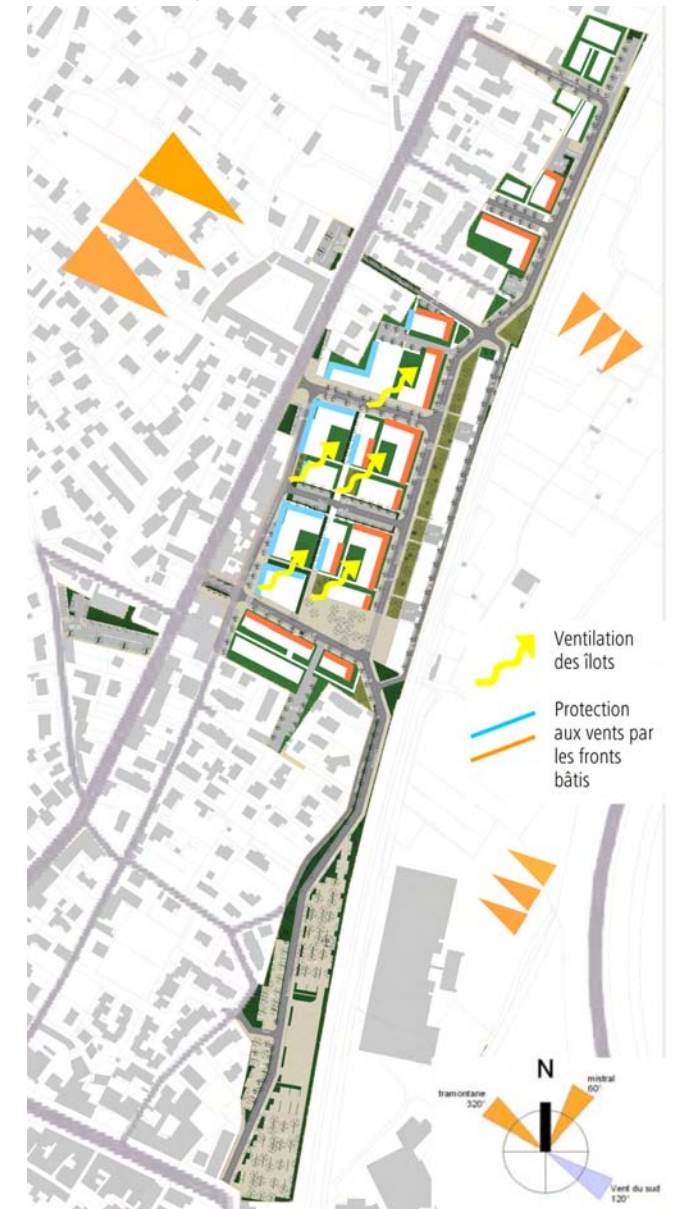 Ventilation
des îlots
Protection
aux vents par
les fronts
bâtis
N
tramontane
320°
mistral
60°
Vent du sud
120°